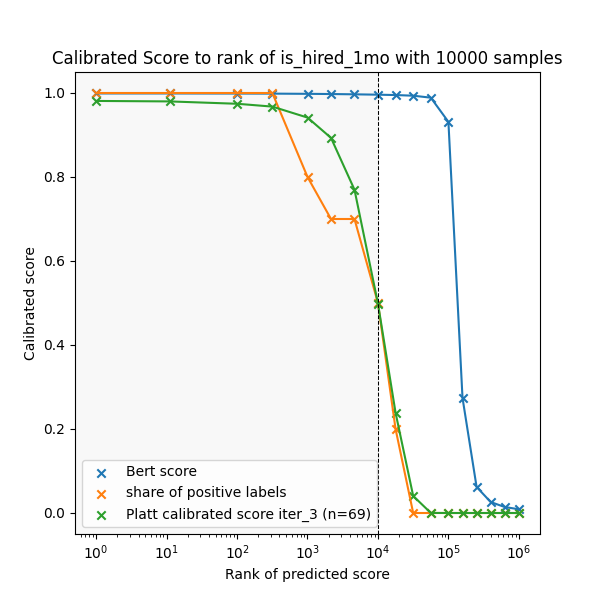 Calibrated Score to rank of is_hired_1mo with 10000 samples
Calibrated score
1.0
0.8
0.6
0.4
0.2
0.0
Bert score
share of positive labels
Platt calibrated score iter_3 (n=69)
10⁰ 10¹ 10² 10³ 10⁴ 10⁵ 10⁶
Rank of predicted score